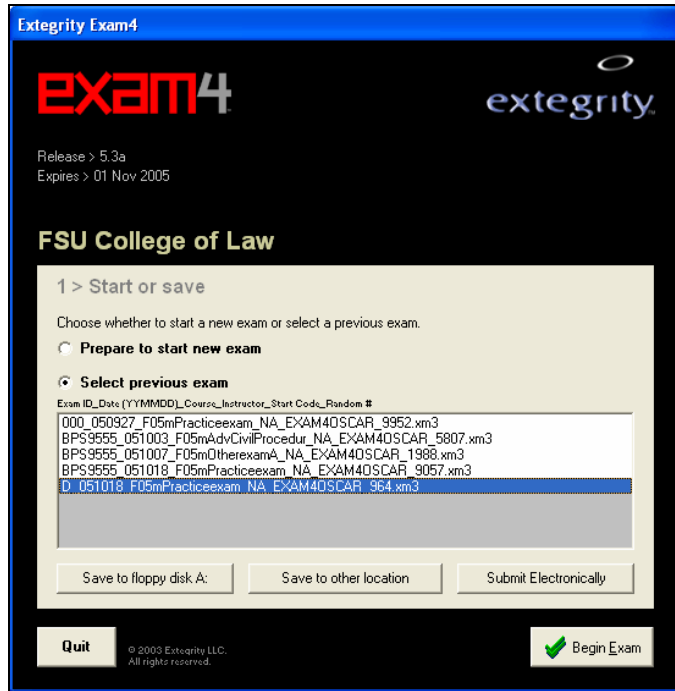 Extegrity Exam4
exam4
extegrity
Release > 5.3a
Expires > 01 Nov 2005
FSU College of Law
1 > Start or save
Choose whether to start a new exam or select a previous exam.
Prepare to start new exam
Select previous exam
Exam ID_Date (YYMMDD)_Course_Instructor_Start Code_Random #
000_050927_F05mPracticeexam_NA_EXAM4OSCAR_9952.xm3
BPS9555_051003_F05mAdvCivilProcedur_NA_EXAM4OSCAR_5807.xm3
BPS9555_051007_F05mOtherexamA_NA_EXAM4OSCAR_1988.xm3
BPS9555_051018_F05mPracticeexam_NA_EXAM4OSCAR_9057.xm3
D_051018_F05mPracticeexam_NA_EXAM4OSCAR_964.xm3
Save to floppy disk A: Save to other location Submit Electronically
Quit
© 2003 Extegrity LLC.
All rights reserved.
Begin Exam